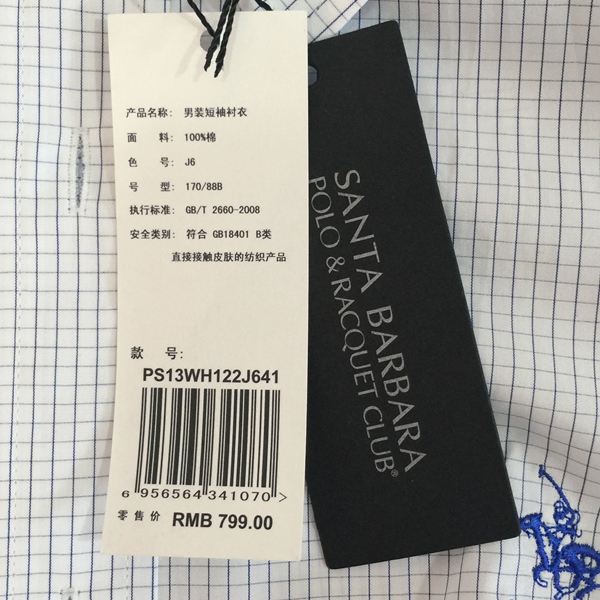 产品名称: 男装短袖衬衣
面 料: 100%棉
色 号: J6
号 型: 170/88B
执行标准: GB/T 2660-2008
安全类别: 符合 GB18401 B类
直接接触皮肤的纺织产品
款 号:
PS13WH122J641
6 956564 341070 >
零售价 RMB 799.00
SANTA BARBARA
POLO & RACQUET CLUB®